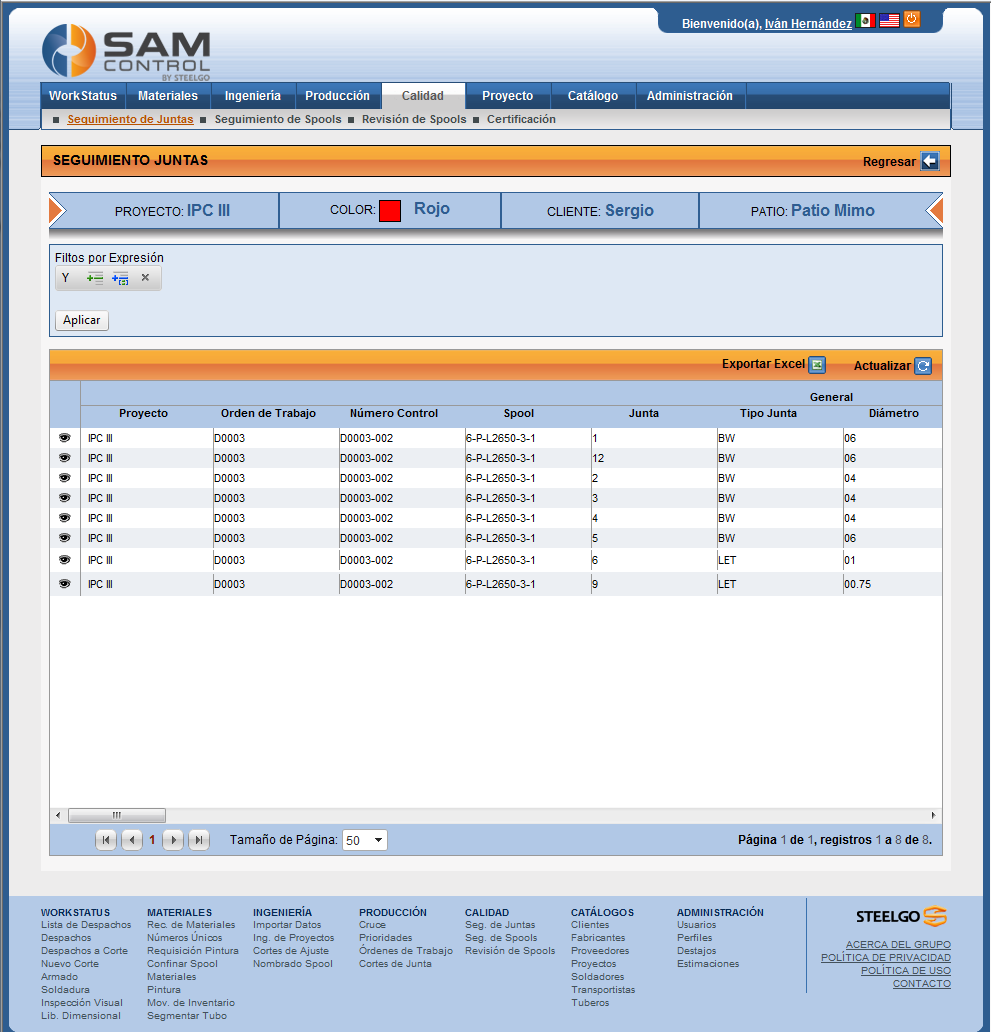 Bienvenido(a), Iván Hernández
SAM
CONTROL
BY STEELGO
WorkStatus Materiales Ingeniería Producción Calidad Proyecto Catálogo Administración
Seguimiento de Juntas Seguimiento de Spools Revisión de Spools Certificación
SEGUIMIENTO JUNTAS Regresar
PROYECTO: IPC III COLOR: Rojo CLIENTE: Sergio PATIO: Patio Mimo
Filtos por Expresión
Y
Aplicar
Exportar Excel Actualizar
General
Proyecto Orden de Trabajo Número Control Spool Junta Tipo Junta Diámetro
IPC III D0003 D0003-002 6-P-L2650-3-1 1 BW 06
IPC III D0003 D0003-002 6-P-L2650-3-1 12 BW 06
IPC III D0003 D0003-002 6-P-L2650-3-1 2 BW 04
IPC III D0003 D0003-002 6-P-L2650-3-1 3 BW 04
IPC III D0003 D0003-002 6-P-L2650-3-1 4 BW 04
IPC III D0003 D0003-002 6-P-L2650-3-1 5 BW 06
IPC III D0003 D0003-002 6-P-L2650-3-1 6 LET 01
IPC III D0003 D0003-002 6-P-L2650-3-1 9 LET 00.75
1 Tamaño de Página: 50 Página 1 de 1, registros 1 a 8 de 8.
WORKSTATUS
Lista de Despachos
Despachos
Despachos a Corte
Nuevo Corte
Armado
Soldadura
Inspección Visual
Lib. Dimensional
MATERIALES
Rec. de Materiales
Números Únicos
Requisición Pintura
Confinar Spool
Materiales
Pintura
Mov. de Inventario
Segmentar Tubo
INGENIERÍA
Importar Datos
Ing. de Proyectos
Cortes de Ajuste
Nombrado Spool
PRODUCCIÓN
Cruce
Prioridades
Órdenes de Trabajo
Cortes de Junta
CALIDAD
Seg. de Juntas
Seg. de Spools
Revisión de Spools
CATÁLOGOS
Clientes
Fabricantes
Proveedores
Proyectos
Soldadores
Transportistas
Tuberos
ADMINISTRACIÓN
Usuarios
Perfiles
Destajos
Estimaciones
STEELGO
ACERCA DEL GRUPO
POLÍTICA DE PRIVACIDAD
POLÍTICA DE USO
CONTACTO